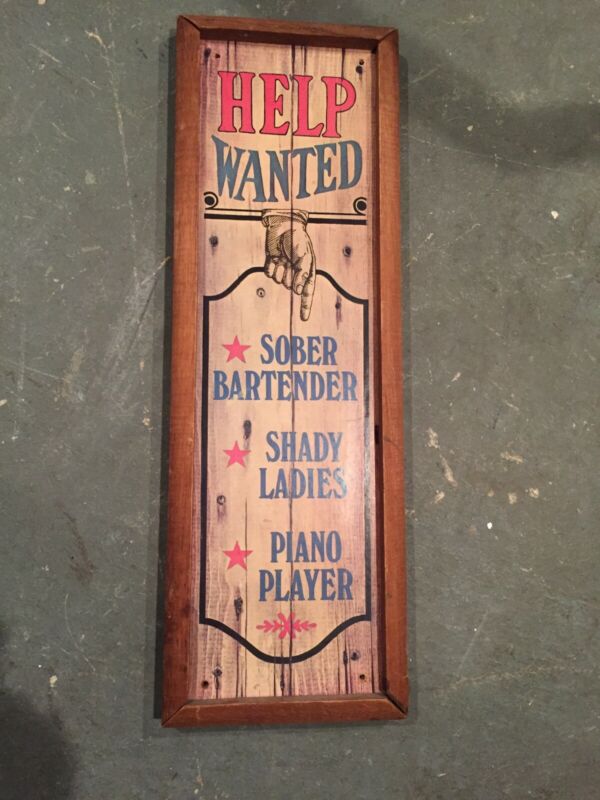 HELP
WANTED
SOBER
BARTENDER
SHADY
LADIES
PIANO
PLAYER